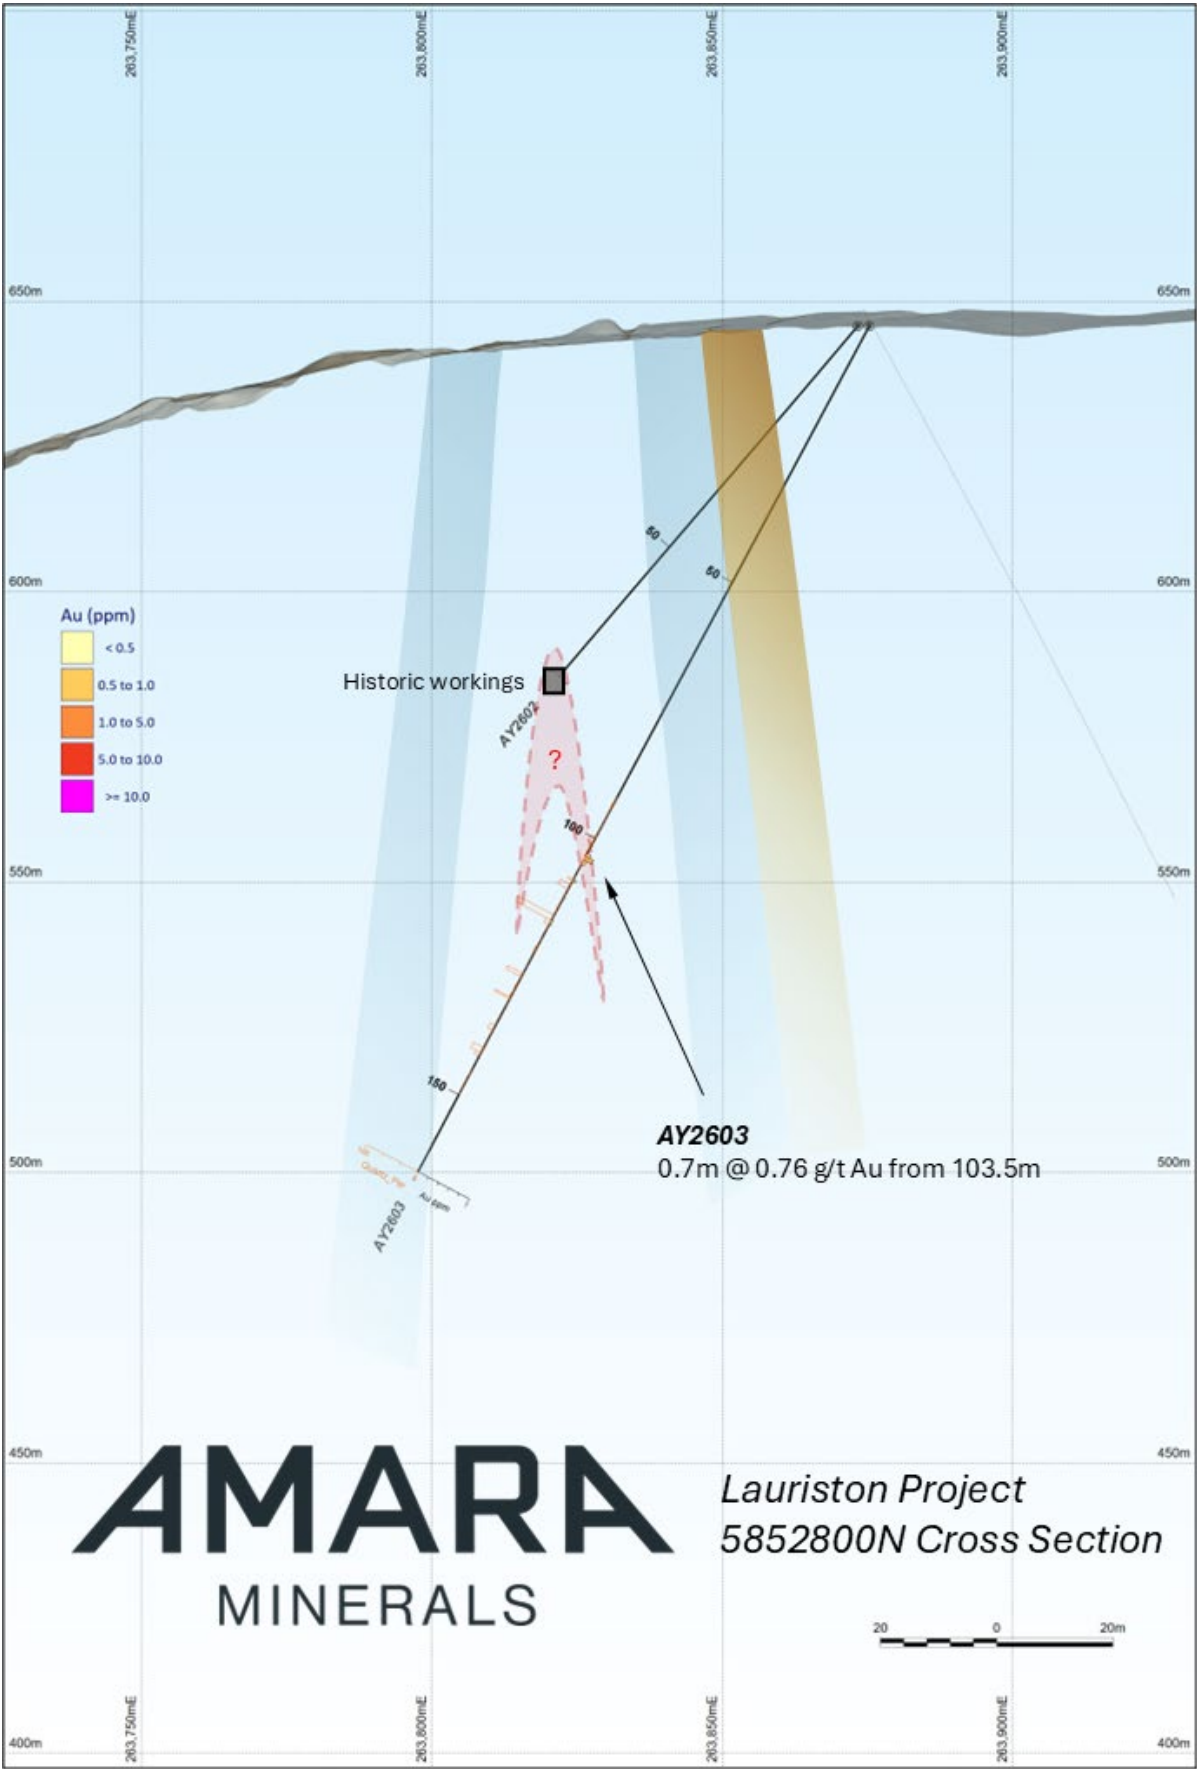 263,750mE
263,800mE
263,850mE
263,900mE
650m
650m
600m
600m
Au (ppm)
< 0.5
0.5 to 1.0
1.0 to 5.0
5.0 to 10.0
>= 10.0
50
50
Historic workings
AY2602
?
100
550m
550m
150
AY2603
0.7m @ 0.76 g/t Au from 103.5m
500m
500m
Au ppm
AY2603
450m
450m
AMARA
MINERALS
Lauriston Project
5852800N Cross Section
20 0 20m
263,750mE
263,800mE
263,850mE
263,900mE
400m
400m